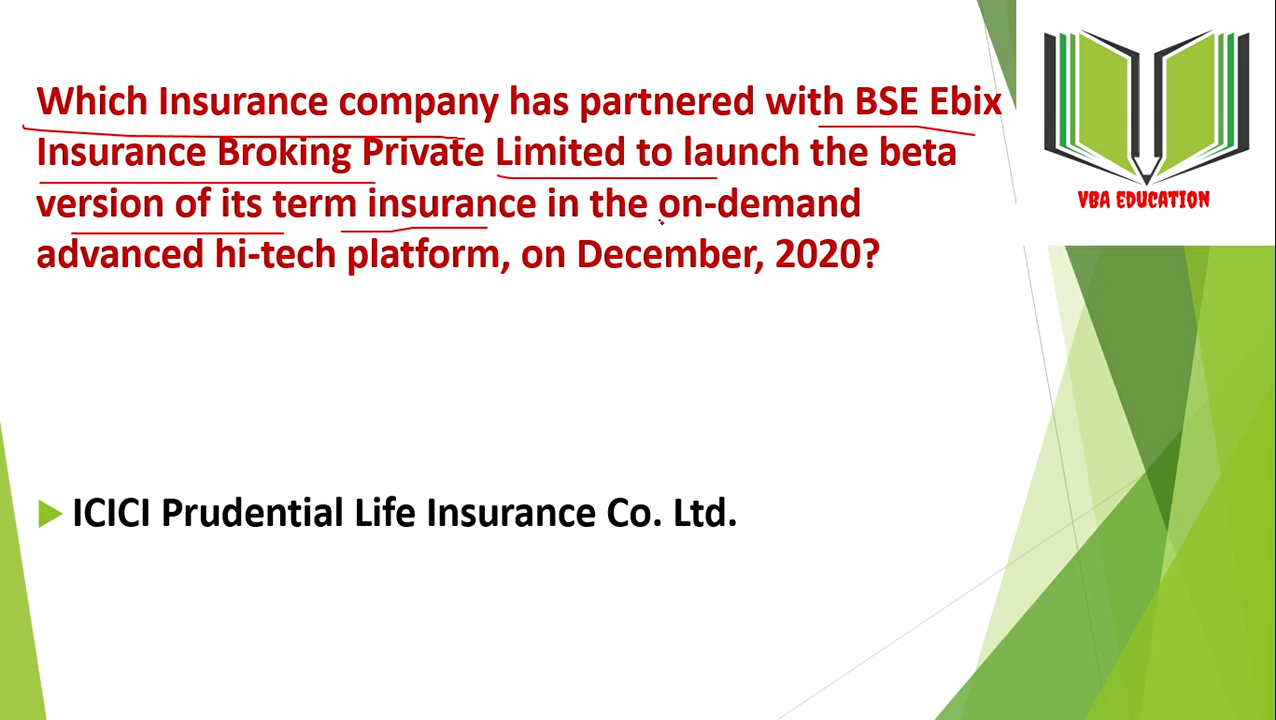 Which Insurance company has partnered with BSE Ebix
Insurance Broking Private Limited to launch the beta
version of its term insurance in the on-demand
advanced hi-tech platform, on December, 2020?
VBA EDUCATION
ICICI Prudential Life Insurance Co. Ltd.